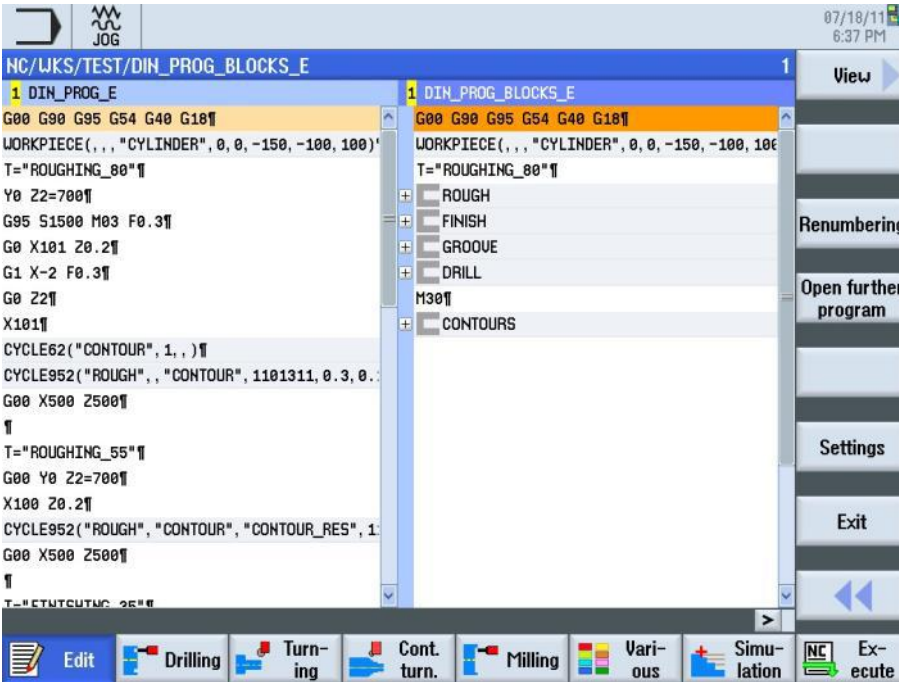 JOG
07/18/11
6:37 PM
NC/WKS/TEST/DIN_PROG_BLOCKS_E 1
1 DIN_PROG_E
G00 G90 G95 G54 G40 G18¶
WORKPIECE(,,,"CYLINDER",0,0,-150,-100,100)
T="ROUGHING_80"¶
Y0 Z2=700¶
G95 S1500 M03 F0.3¶
G0 X101 Z0.2¶
G1 X-2 F0.3¶
G0 Z2¶
X101¶
CYCLE62("CONTOUR",1,,)¶
CYCLE952("ROUGH",,"CONTOUR",1101311,0.3,0.
G00 X500 Z500¶
¶
T="ROUGHING_55"¶
G00 Y0 Z2=700¶
X100 Z0.2¶
CYCLE952("ROUGH","CONTOUR","CONTOUR_RES",1
G00 X500 Z500¶
¶
T="FINISHING_35"¶
1 DIN_PROG_BLOCKS_E
G00 G90 G95 G54 G40 G18¶
WORKPIECE(,,,"CYLINDER",0,0,-150,-100,100
T="ROUGHING_80"¶
ROUGH
FINISH
GROOVE
DRILL
M30¶
CONTOURS
View
Renumbering
Open further
program
Settings
Exit
Edit
Drilling
Turn-
ing
Cont.
turn.
Milling
Vari-
ous
Simu-
lation
NC
Ex-
ecute